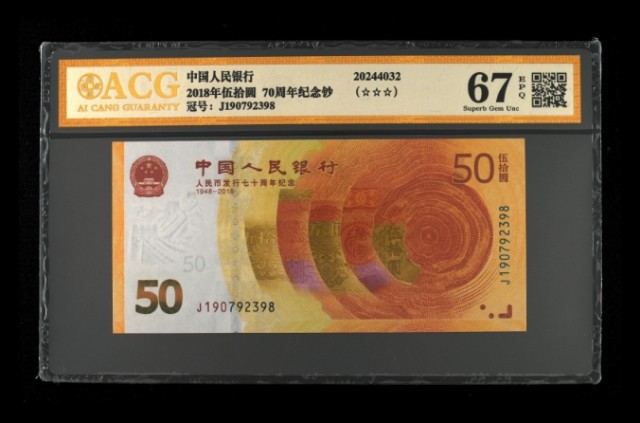 ACG
AI CANG GUARANTY
中国人民银行
2018年伍拾圆 70周年纪念钞
冠号: J190792398
20244032
(☆☆☆)
67 EPQ
Superb Gem Unc
中国人民银行
人民币发行七十周年纪念
1948-2018
50 伍拾圆
J190792398
50
50
J190792398